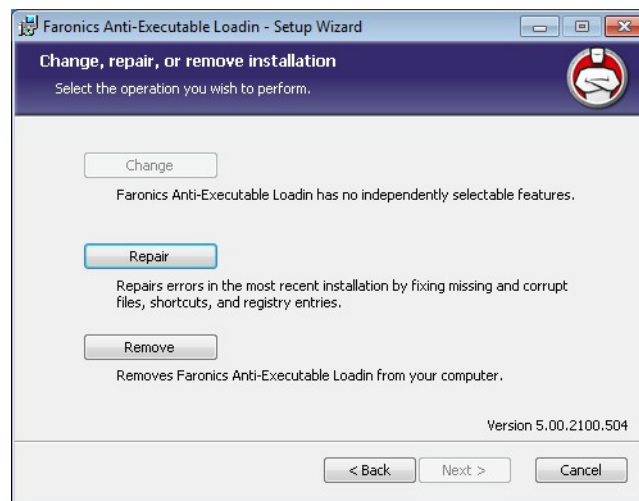 Faronics Anti-Executable Loadin - Setup Wizard
Change, repair, or remove installation
Select the operation you wish to perform.
Change
Faronics Anti-Executable Loadin has no independently selectable features.
Repair
Repairs errors in the most recent installation by fixing missing and corrupt
files, shortcuts, and registry entries.
Remove
Removes Faronics Anti-Executable Loadin from your computer.
Version 5.00.2100.504
< Back Next > Cancel